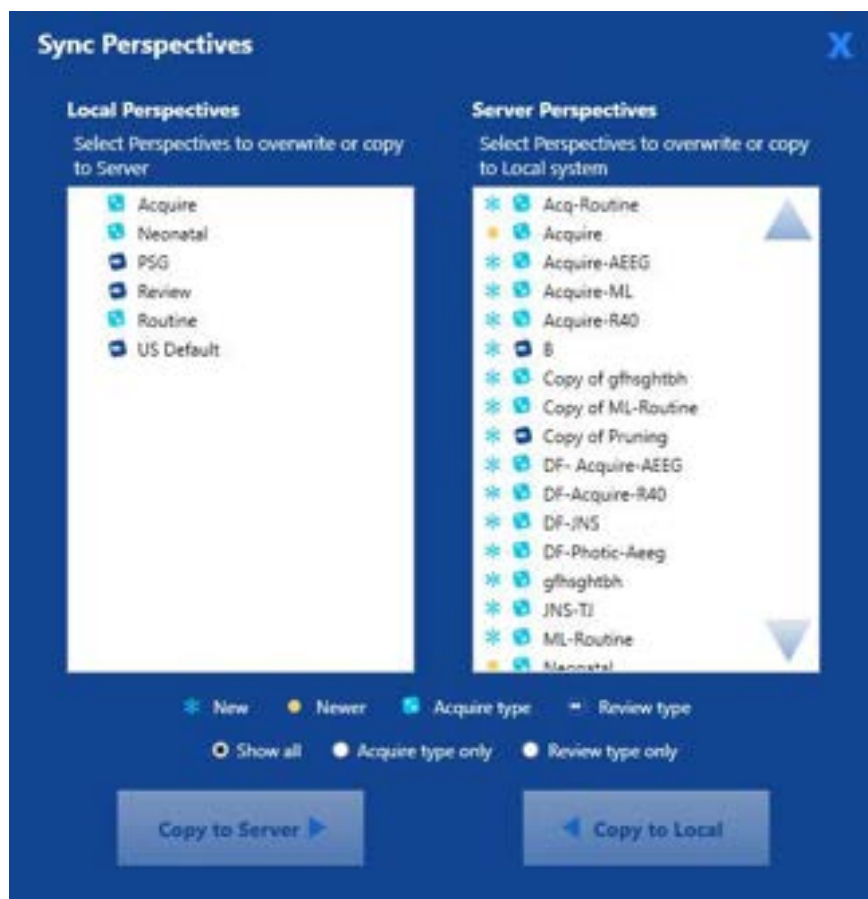 Sync Perspectives
X
Local Perspectives
Select Perspectives to overwrite or copy
to Server
Acquire
Neonatal
PSG
Review
Routine
US Default
Server Perspectives
Select Perspectives to overwrite or copy
to Local system
Acq-Routine
Acquire
Acquire-AEEG
Acquire-ML
Acquire-R40
B
Copy of gfhsghtbh
Copy of ML-Routine
Copy of Pruning
DF- Acquire-AEEG
DF-Acquire-R40
DF-JNS
DF-Photic-Aeeg
gfhsghtbh
JNS-TJ
ML-Routine
Neonatal
New Newer Acquire type Review type
Show all Acquire type only Review type only
Copy to Server
Copy to Local